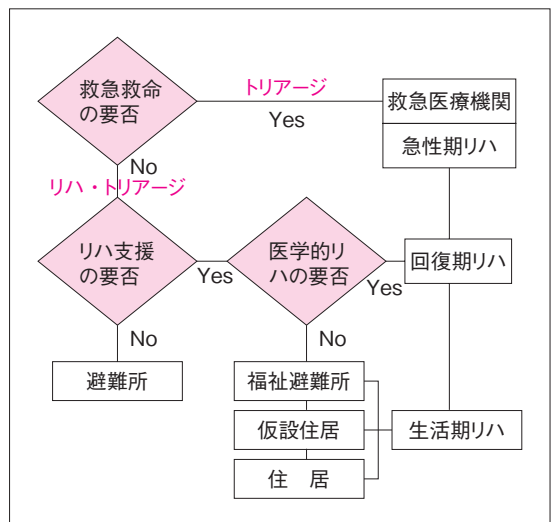 救急救命
の要否
トリアージ
Yes
救急医療機関
急性期リハ
No
リハ・トリアージ
リハ支援
の要否
Yes
医学的リ
ハの要否
Yes
回復期リハ
No
避難所
No
福祉避難所
仮設住居
住　居
生活期リハ